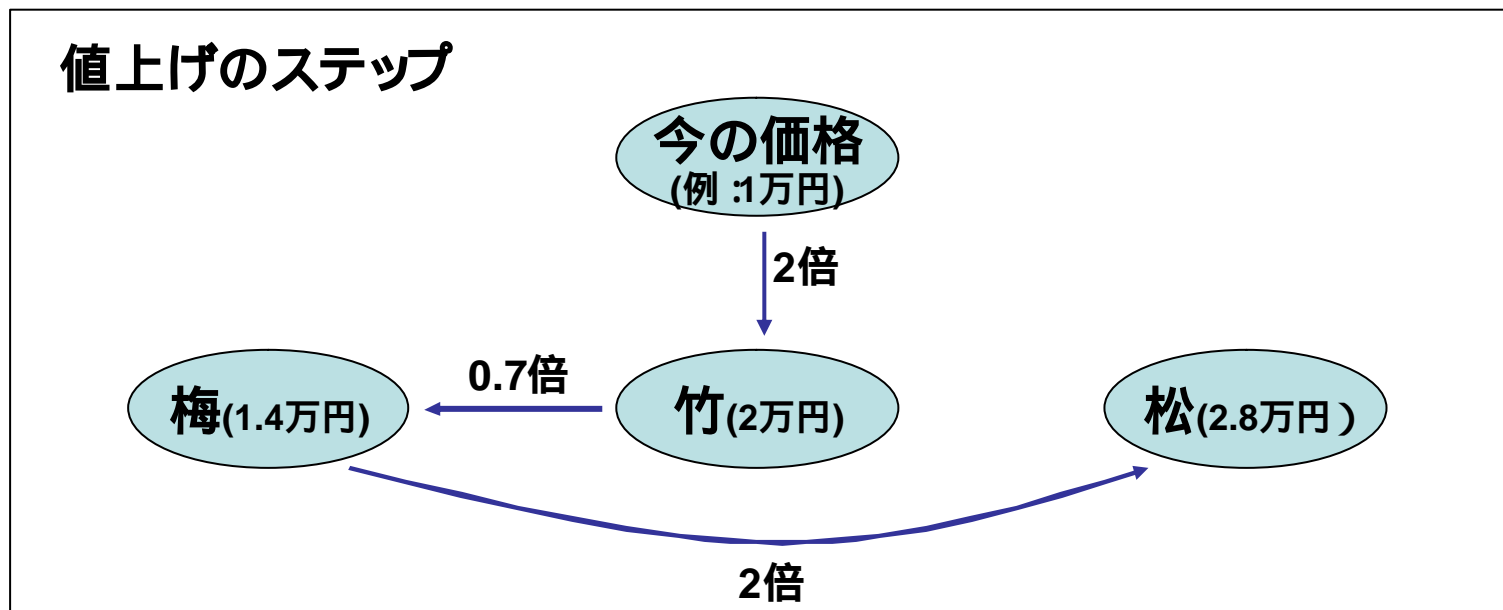 値上げのステップ
今の価格
(例:1万円)
2倍
梅(1.4万円)
0.7倍
竹(2万円)
松(2.8万円)
2倍